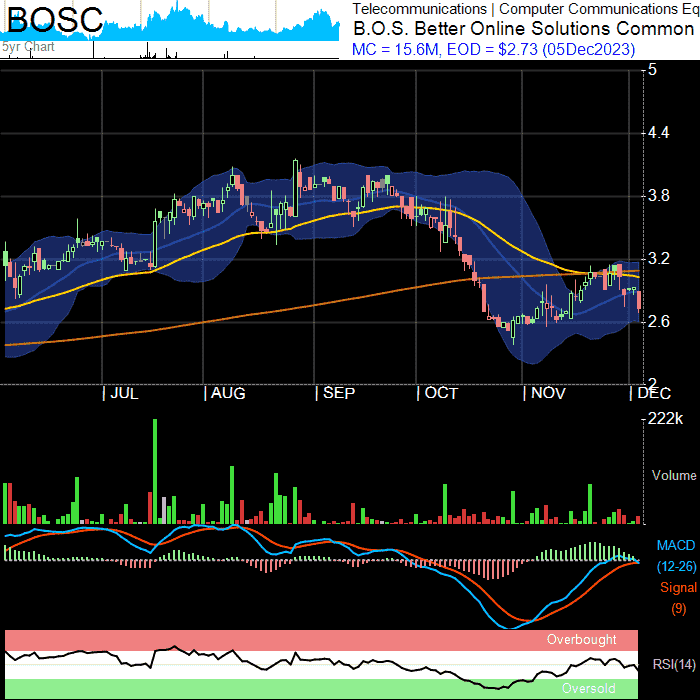 BOSC
5yr Chart
Telecommunications | Computer Communications Eq
B.O.S. Better Online Solutions Common
MC = 15.6M, EOD = $2.73 (05Dec2023)
5
4.4
3.8
3.2
2.6
2
JUL AUG SEP OCT NOV DEC
222k
Volume
MACD
(12-26)
Signal
(9)
Overbought
RSI(14)
Oversold